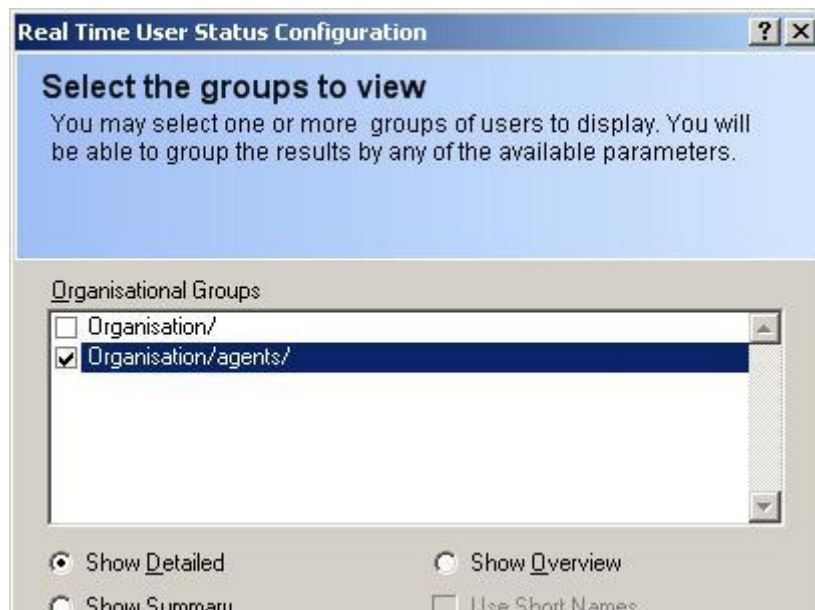 Real Time User Status Configuration
Select the groups to view
You may select one or more groups of users to display. You will
be able to group the results by any of the available parameters.
Organisational Groups
Organisation/
Organisation/agents/
Show Detailed
Show Overview
Show Summary
Use Short Names